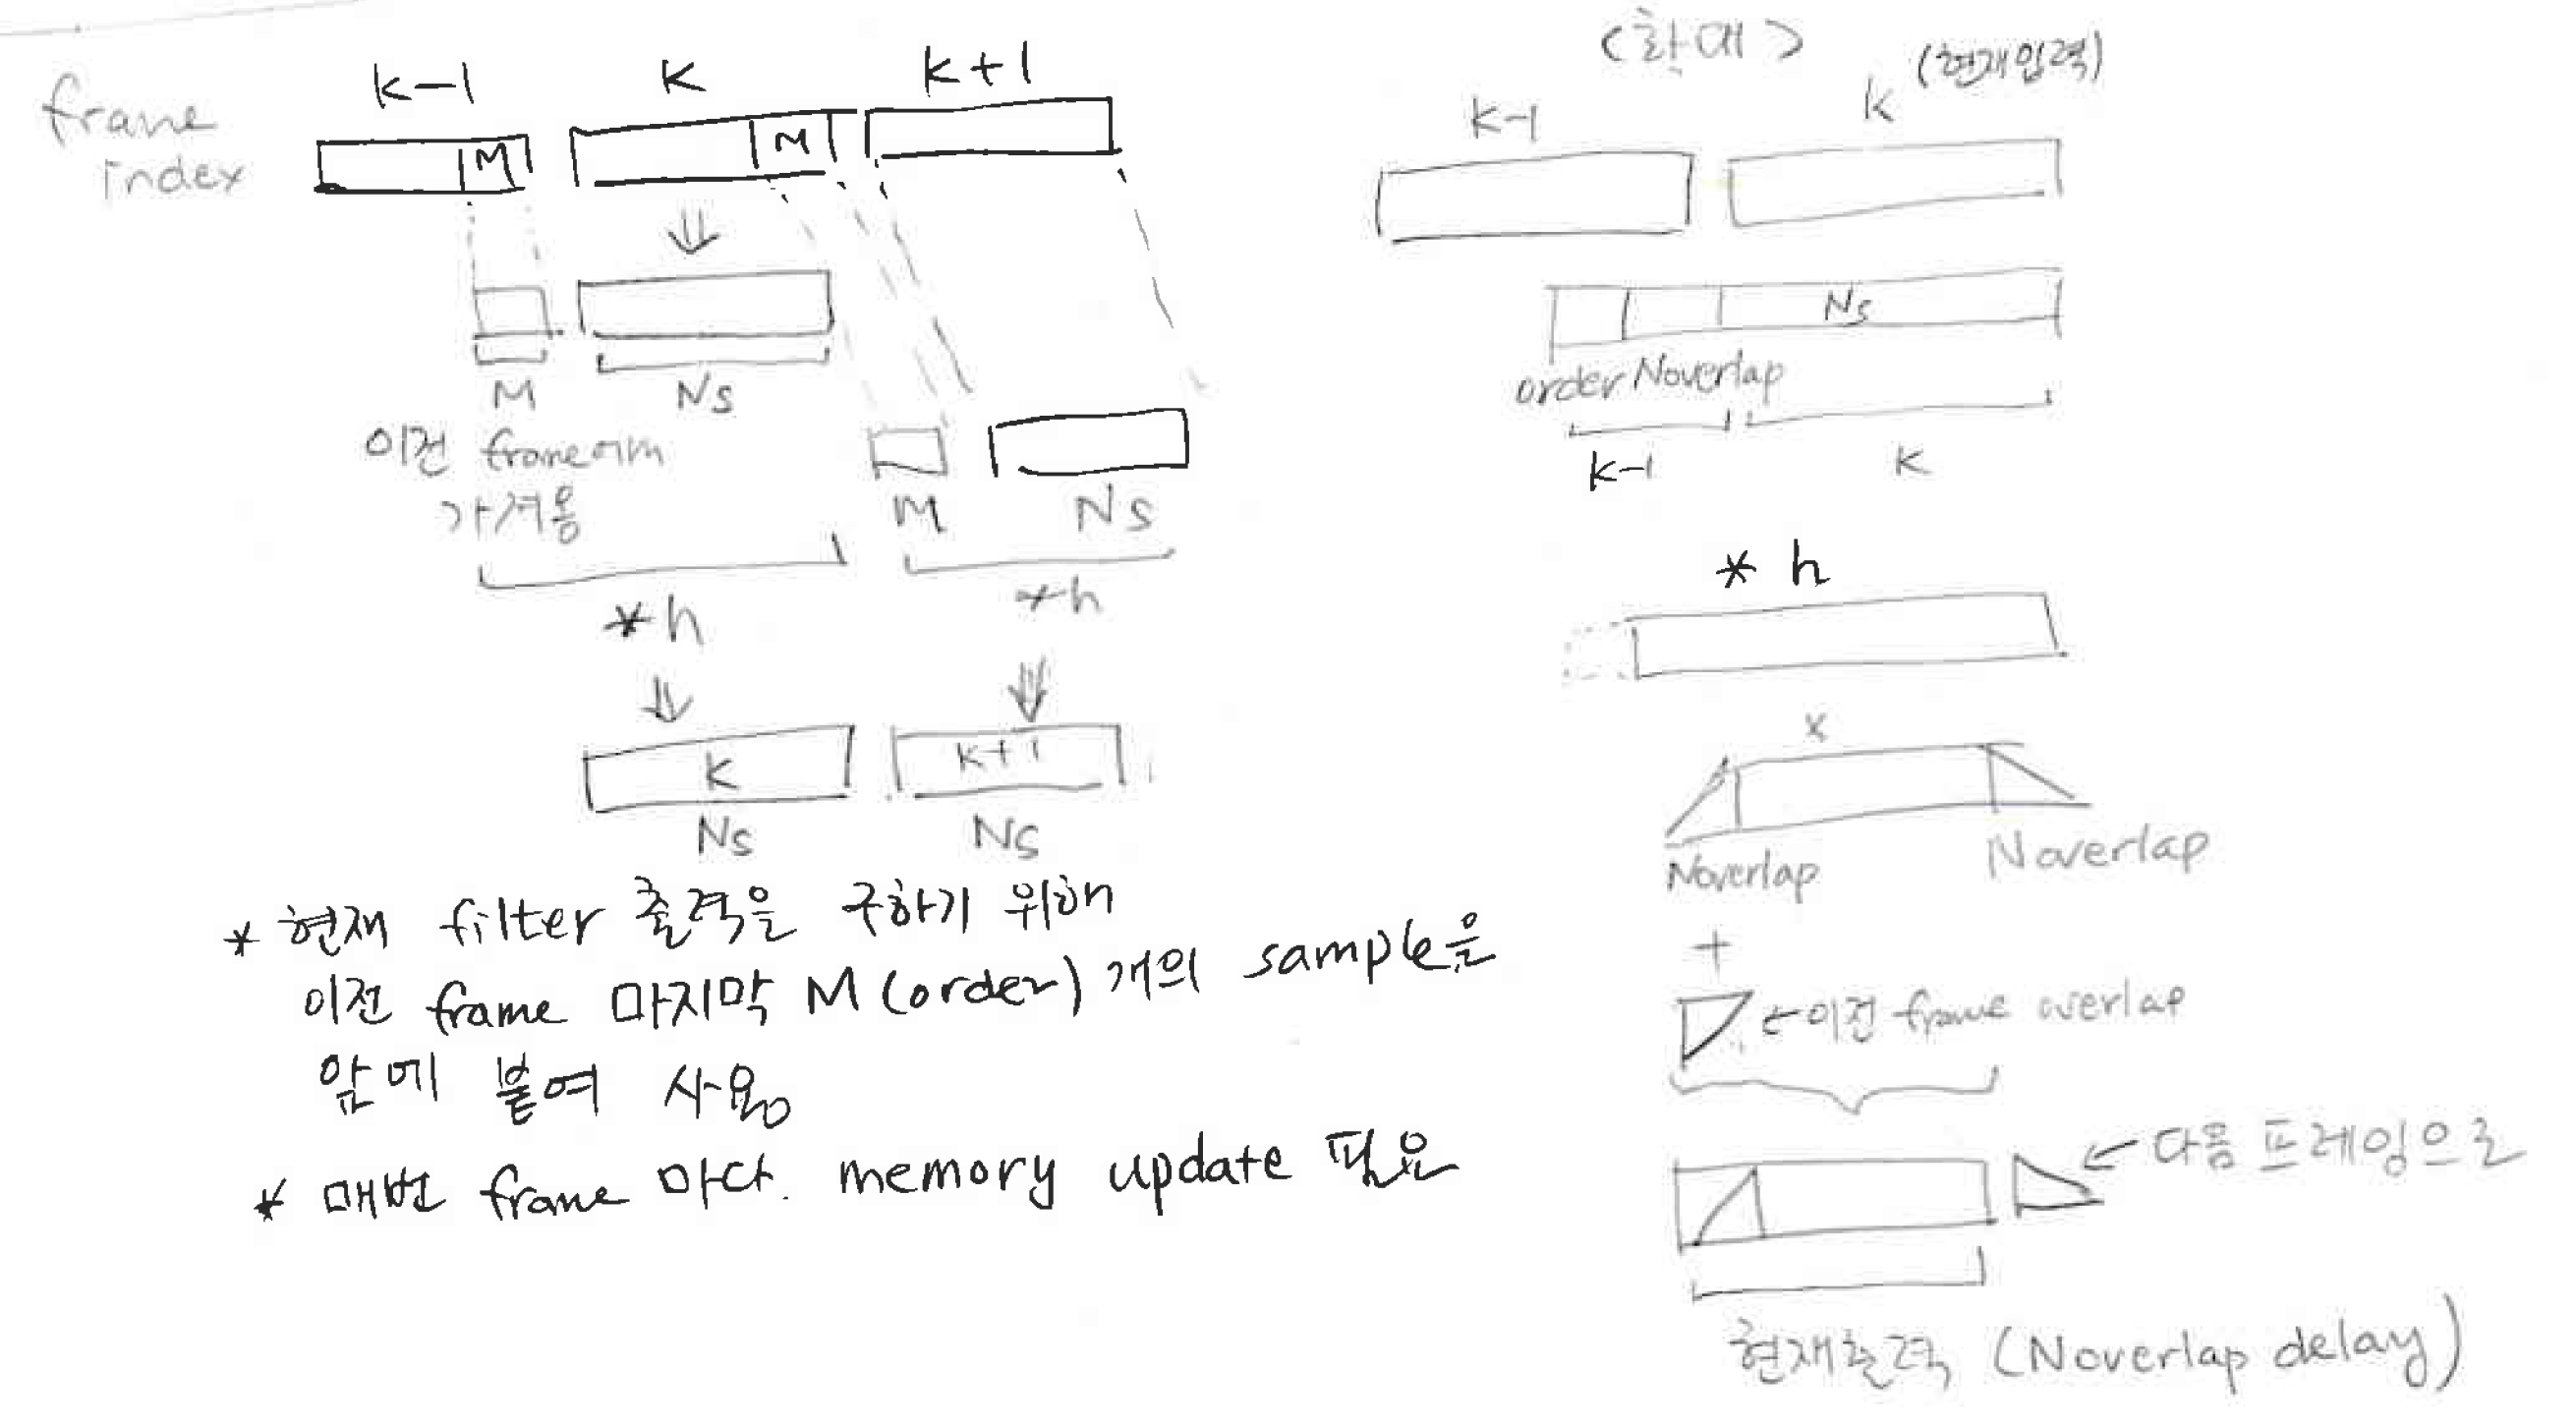 frame
index
k-1
K
k+1
M
M
M
Ns
이전 frame에서
가져옴
M
Ns
*h
*h
K
k+1
Ns
Ns
* 현재 filter 출력을 구하기 위해
이전 frame 마지막 M (order) 개의 sample을
앞에 붙여 사용
* 매번 frame 마다. memory update 필요
<확대>
k-1
k (현재입력)
Ns
order Noverlap
k-1
K
* h
x
Noverlap
Noverlap
+
←이전 frame overlap
← 다음 프레임으로
현재출력 (Noverlap delay)